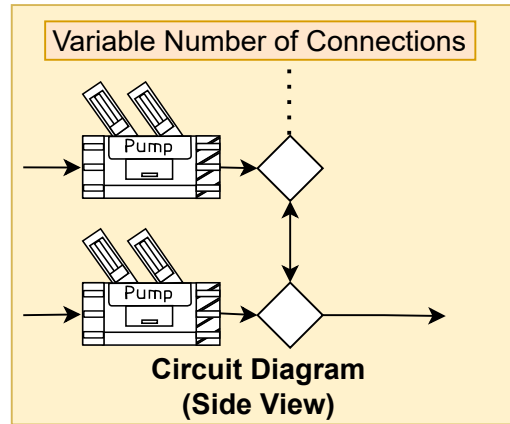 Variable Number of Connections
Pump
Pump
Circuit Diagram
(Side View)